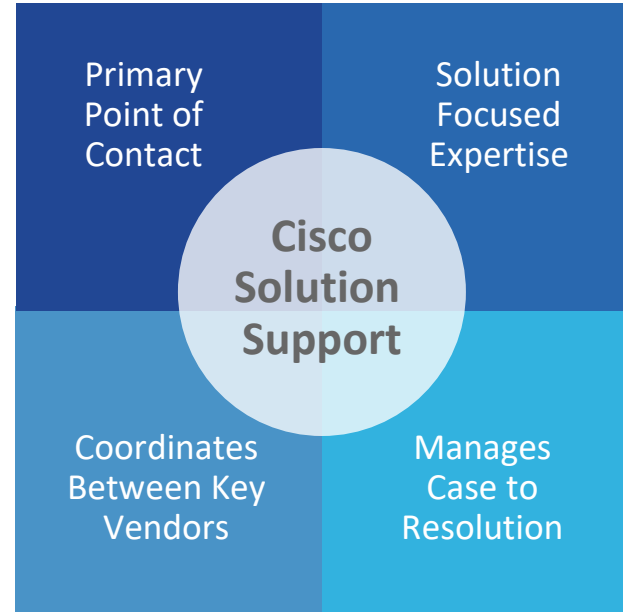 Primary
Point of
Contact
Solution
Focused
Expertise
Cisco
Solution
Support
Coordinates
Between Key
Vendors
Manages
Case to
Resolution